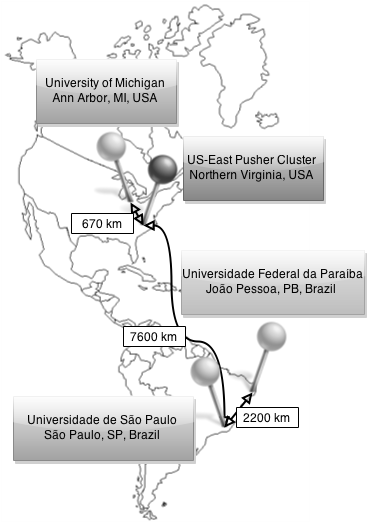 University of Michigan
Ann Arbor, MI, USA
US-East Pusher Cluster
Northern Virginia, USA
670 km
Universidade Federal da Paraiba
João Pessoa, PB, Brazil
7600 km
Universidade de São Paulo
São Paulo, SP, Brazil
2200 km